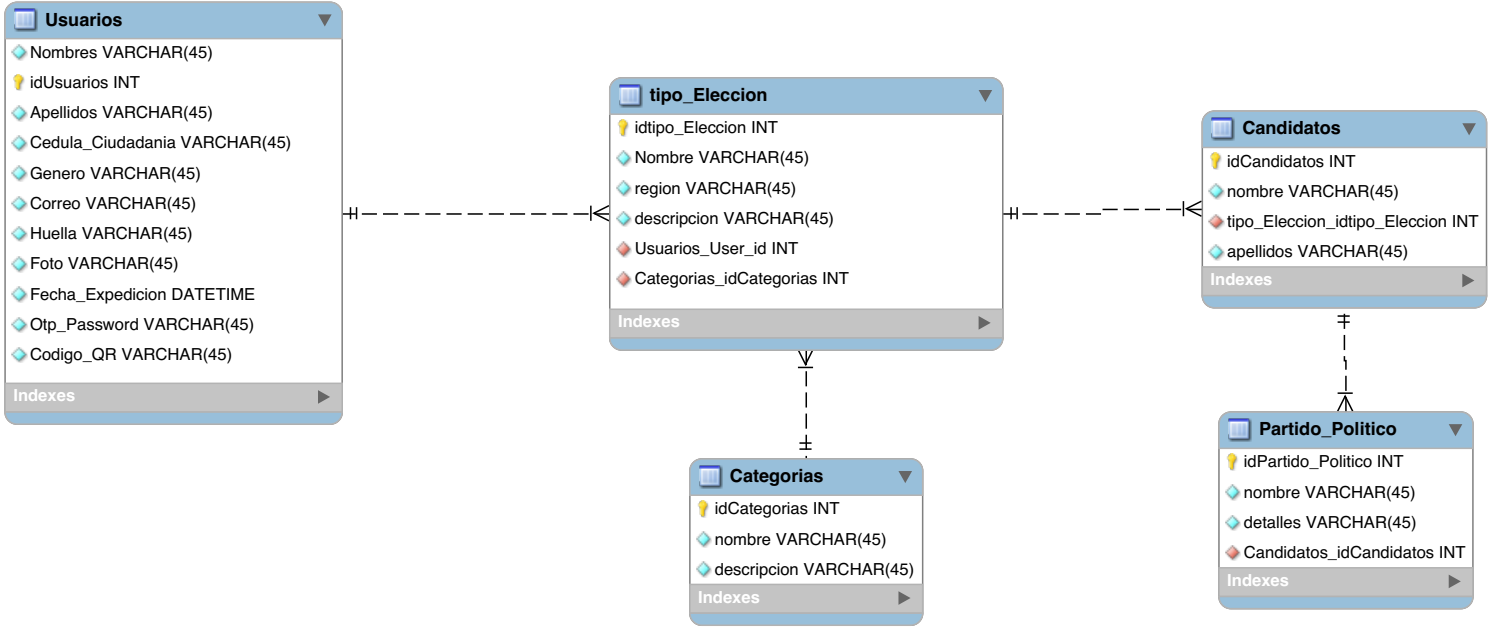 Usuarios
Nombres VARCHAR(45)
idUsuarios INT
Apellidos VARCHAR(45)
Cedula_Ciudadania VARCHAR(45)
Genero VARCHAR(45)
Correo VARCHAR(45)
Huella VARCHAR(45)
Foto VARCHAR(45)
Fecha_Expedicion DATETIME
Otp_Password VARCHAR(45)
Codigo_QR VARCHAR(45)
Indexes
tipo_Eleccion
idtipo_Eleccion INT
Nombre VARCHAR(45)
region VARCHAR(45)
descripcion VARCHAR(45)
Usuarios_User_id INT
Categorias_idCategorias INT
Indexes
Categorias
idCategorias INT
nombre VARCHAR(45)
descripcion VARCHAR(45)
Indexes
Candidatos
idCandidatos INT
nombre VARCHAR(45)
tipo_Eleccion_idtipo_Eleccion INT
apellidos VARCHAR(45)
Indexes
Partido_Politico
idPartido_Politico INT
nombre VARCHAR(45)
detalles VARCHAR(45)
Candidatos_idCandidatos INT
Indexes